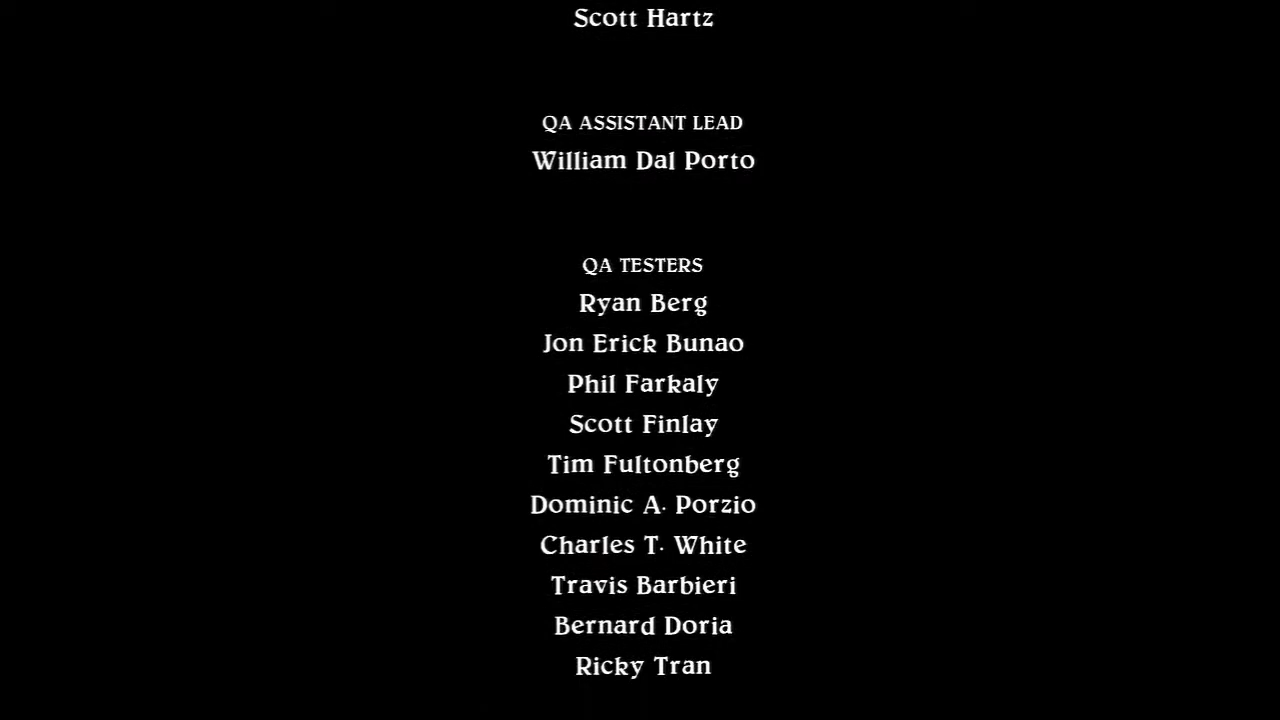 Scott Hartz
QA ASSISTANT LEAD
William Dal Porto
QA TESTERS
Ryan Berg
Jon Erick Bunao
Phil Farkaly
Scott Finlay
Tim Fultonberg
Dominic A. Porzio
Charles T. White
Travis Barbieri
Bernard Doria
Ricky Tran